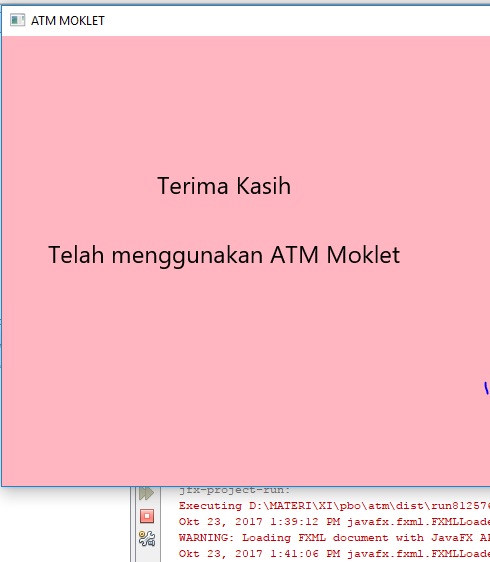 ATM MOKLET
Terima Kasih
Telah menggunakan ATM Moklet
jfx-project-run:
Executing D:\MATERI\XI\pbo\atm\dist\run81257
Okt 23, 2017 1:39:12 PM javafx.fxml.FXMLLoade
WARNING: Loading FXML document with JavaFX A
Okt 23, 2017 1:41:06 PM javafx.fxml.FXMLLoade